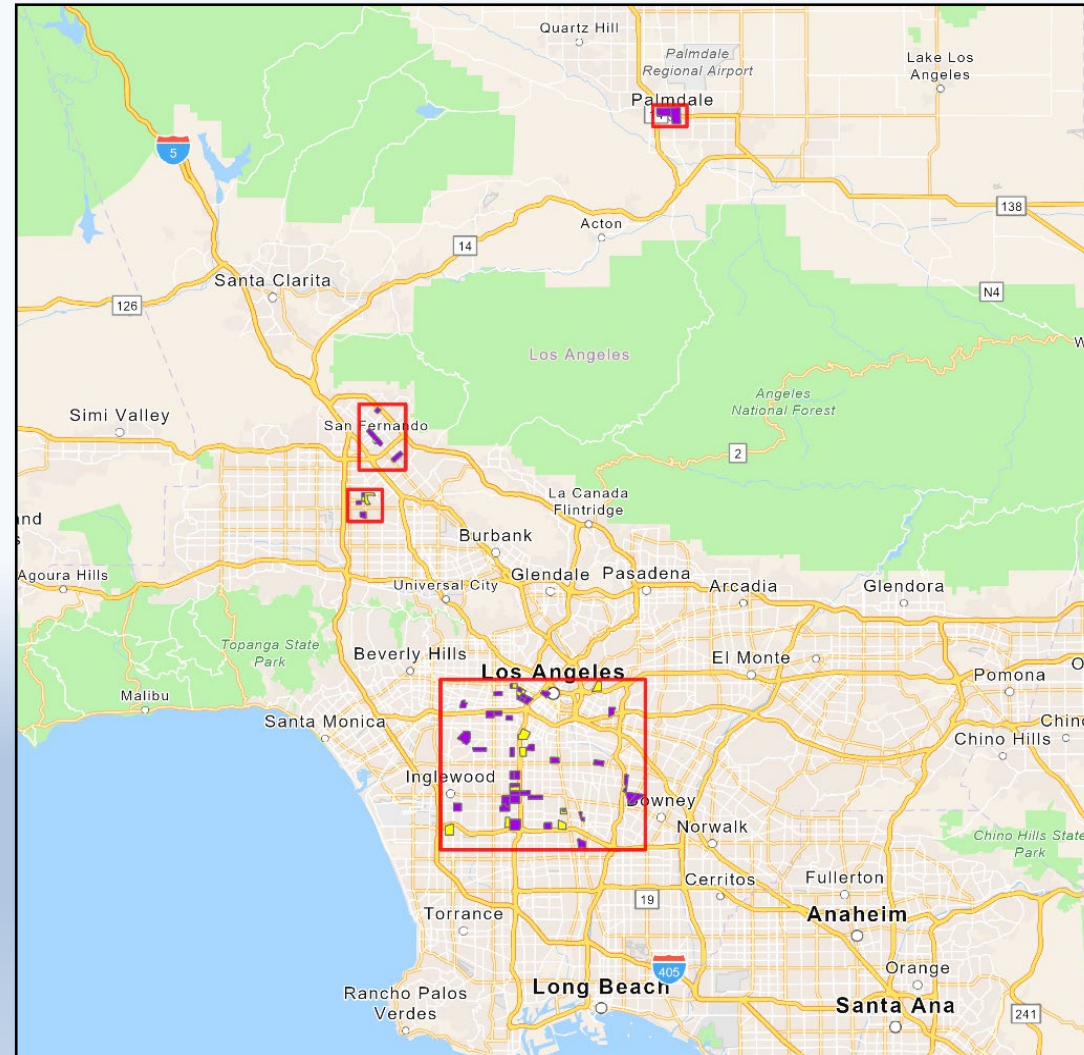 Quartz Hill
Palmdale
Regional Airport
Lake Los
Angeles
Palmdale
5
138
Acton
14
Santa Clarita
126
N4
Los Angeles
Angeles
National Forest
Simi Valley
San Fernando
2
La Canada
Flintridge
Burbank
Agoura Hills
Universal City
Glendale
Pasadena
Arcadia
Glendora
Topanga State
Park
Beverly Hills
El Monte
Los Angeles
Pomona
Malibu
Santa Monica
Chino Hills
Inglewood
Downey
Norwalk
Chino Hills State
Park
Fullerton
Cerritos
19
Torrance
Anaheim
405
Orange
Long Beach
Rancho Palos
Verdes
Santa Ana
241